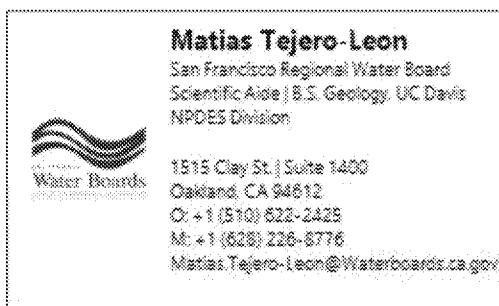 Matias Tejero-Leon
San Francisco Regional Water Board
Scientific Aide | B.S. Geology, UC Davis
NPDES Division
Water Boards
1515 Clay St. | Suite 1400
Oakland, CA 94612
O: +1 (510) 622-2425
M: +1 (628) 226-8776
Matias.Tejero-Leon@Waterboards.ca.gov